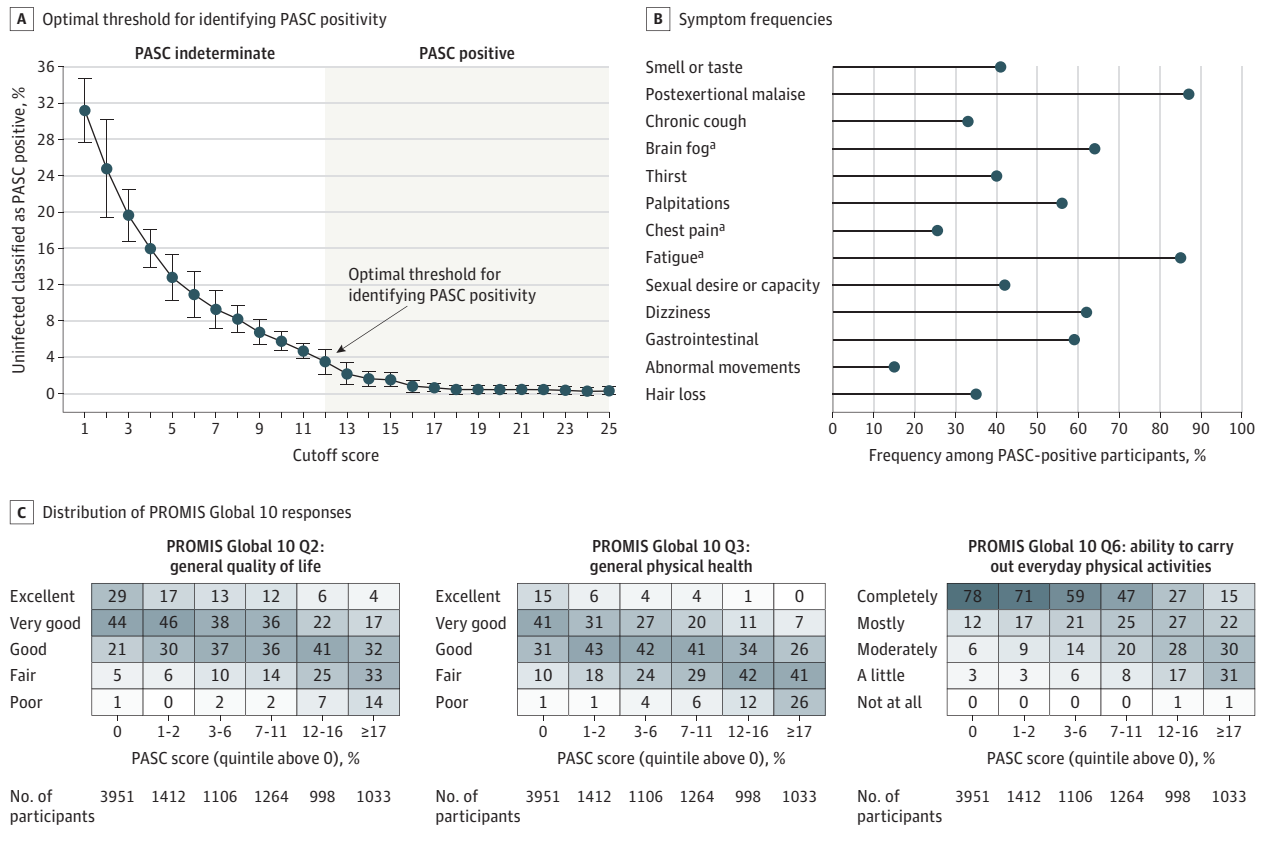 A Optimal threshold for identifying PASC positivity
PASC indeterminate PASC positive
Uninfected classified as PASC positive, %
36
32
28
24
20
16
12
8
4
0
Optimal threshold for
identifying PASC positivity
1 3 5 7 9 11 13 15 17 19 21 23 25
Cutoff score
B Symptom frequencies
Smell or taste
Postexertional malaise
Chronic cough
Brain fogᵃ
Thirst
Palpitations
Chest painᵃ
Fatigueᵃ
Sexual desire or capacity
Dizziness
Gastrointestinal
Abnormal movements
Hair loss
0 10 20 30 40 50 60 70 80 90 100
Frequency among PASC-positive participants, %
C Distribution of PROMIS Global 10 responses
PROMIS Global 10 Q2:
general quality of life
Excellent 29 17 13 12 6 4
Very good 44 46 38 36 22 17
Good 21 30 37 36 41 32
Fair 5 6 10 14 25 33
Poor 1 0 2 2 7 14
0 1-2 3-6 7-11 12-16 ≥17
PASC score (quintile above 0), %
No. of 3951 1412 1106 1264 998 1033
participants
PROMIS Global 10 Q3:
general physical health
Excellent 15 6 4 4 1 0
Very good 41 31 27 20 11 7
Good 31 43 42 41 34 26
Fair 10 18 24 29 42 41
Poor 1 1 4 6 12 26
0 1-2 3-6 7-11 12-16 ≥17
PASC score (quintile above 0), %
No. of 3951 1412 1106 1264 998 1033
participants
PROMIS Global 10 Q6: ability to carry
out everyday physical activities
Completely 78 71 59 47 27 15
Mostly 12 17 21 25 27 22
Moderately 6 9 14 20 28 30
A little 3 3 6 8 17 31
Not at all 0 0 0 0 1 1
0 1-2 3-6 7-11 12-16 ≥17
PASC score (quintile above 0), %
No. of 3951 1412 1106 1264 998 1033
participants